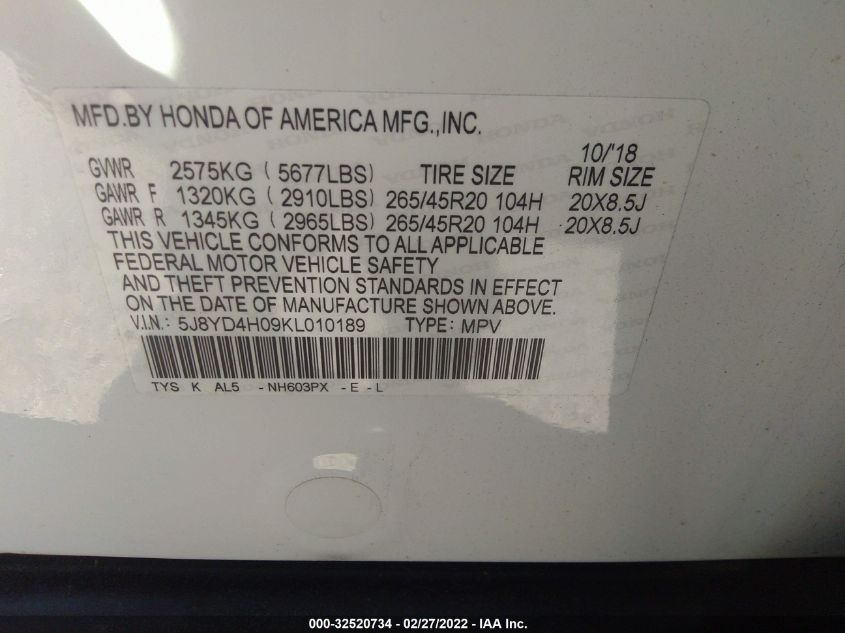 MFD.BY HONDA OF AMERICA MFG.,INC.
10/'18
GVWR 2575KG ( 5677LBS) TIRE SIZE RIM SIZE
GAWR F 1320KG ( 2910LBS) 265/45R20 104H 20X8.5J
GAWR R 1345KG ( 2965LBS) 265/45R20 104H 20X8.5J
THIS VEHICLE CONFORMS TO ALL APPLICABLE
FEDERAL MOTOR VEHICLE SAFETY
AND THEFT PREVENTION STANDARDS IN EFFECT
ON THE DATE OF MANUFACTURE SHOWN ABOVE.
V.I.N.: 5J8YD4H09KL010189 TYPE: MPV
TYS K AL5 -NH603PX -E -L
000-32520734 - 02/27/2022 - IAA Inc.